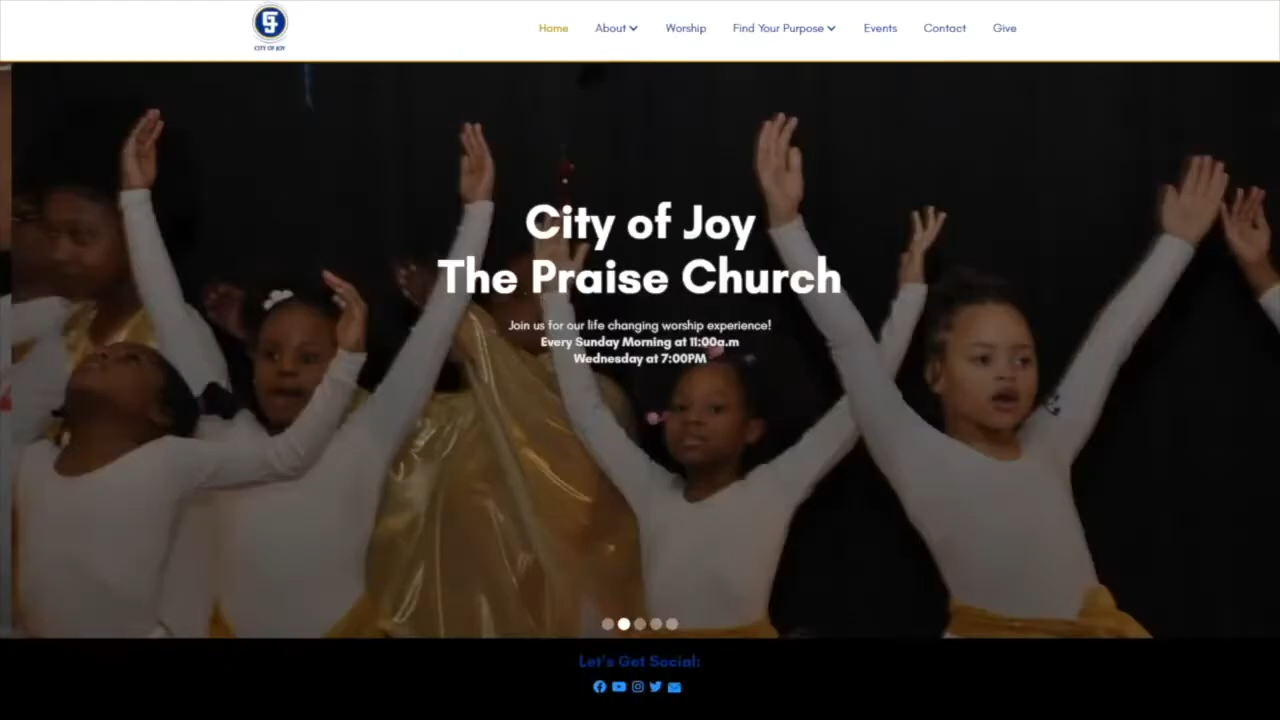 CITY OF JOY
Home
About
Worship
Find Your Purpose
Events
Contact
Give
City of Joy
The Praise Church
Join us for our life changing worship experience!
Every Sunday Morning at 11:00a.m
Wednesday at 7:00PM
Let's Get Social: